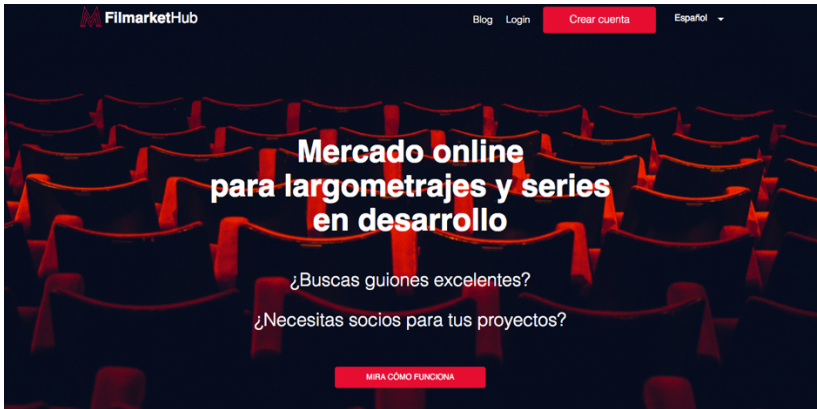 FilmarketHub
Blog Login Crear cuenta Español
Mercado online
para largometrajes y series
en desarrollo
¿Buscas guiones excelentes?
¿Necesitas socios para tus proyectos?
MIRA CÓMO FUNCIONA